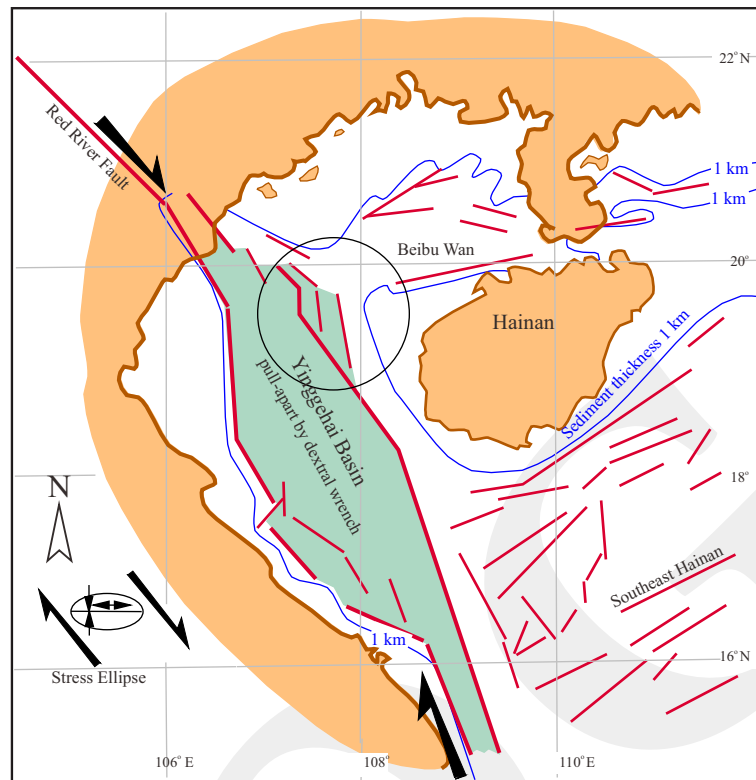 22° N
Red River Fault
1 km
1 km
Beibu Wan
20° N
Hainan
Sediment thickness 1 km
Yinggehai Basin
pull-apart by dextral wrench
18° N
N
Southeast Hainan
1 km
16° N
Stress Ellipse
106° E
108°
110°